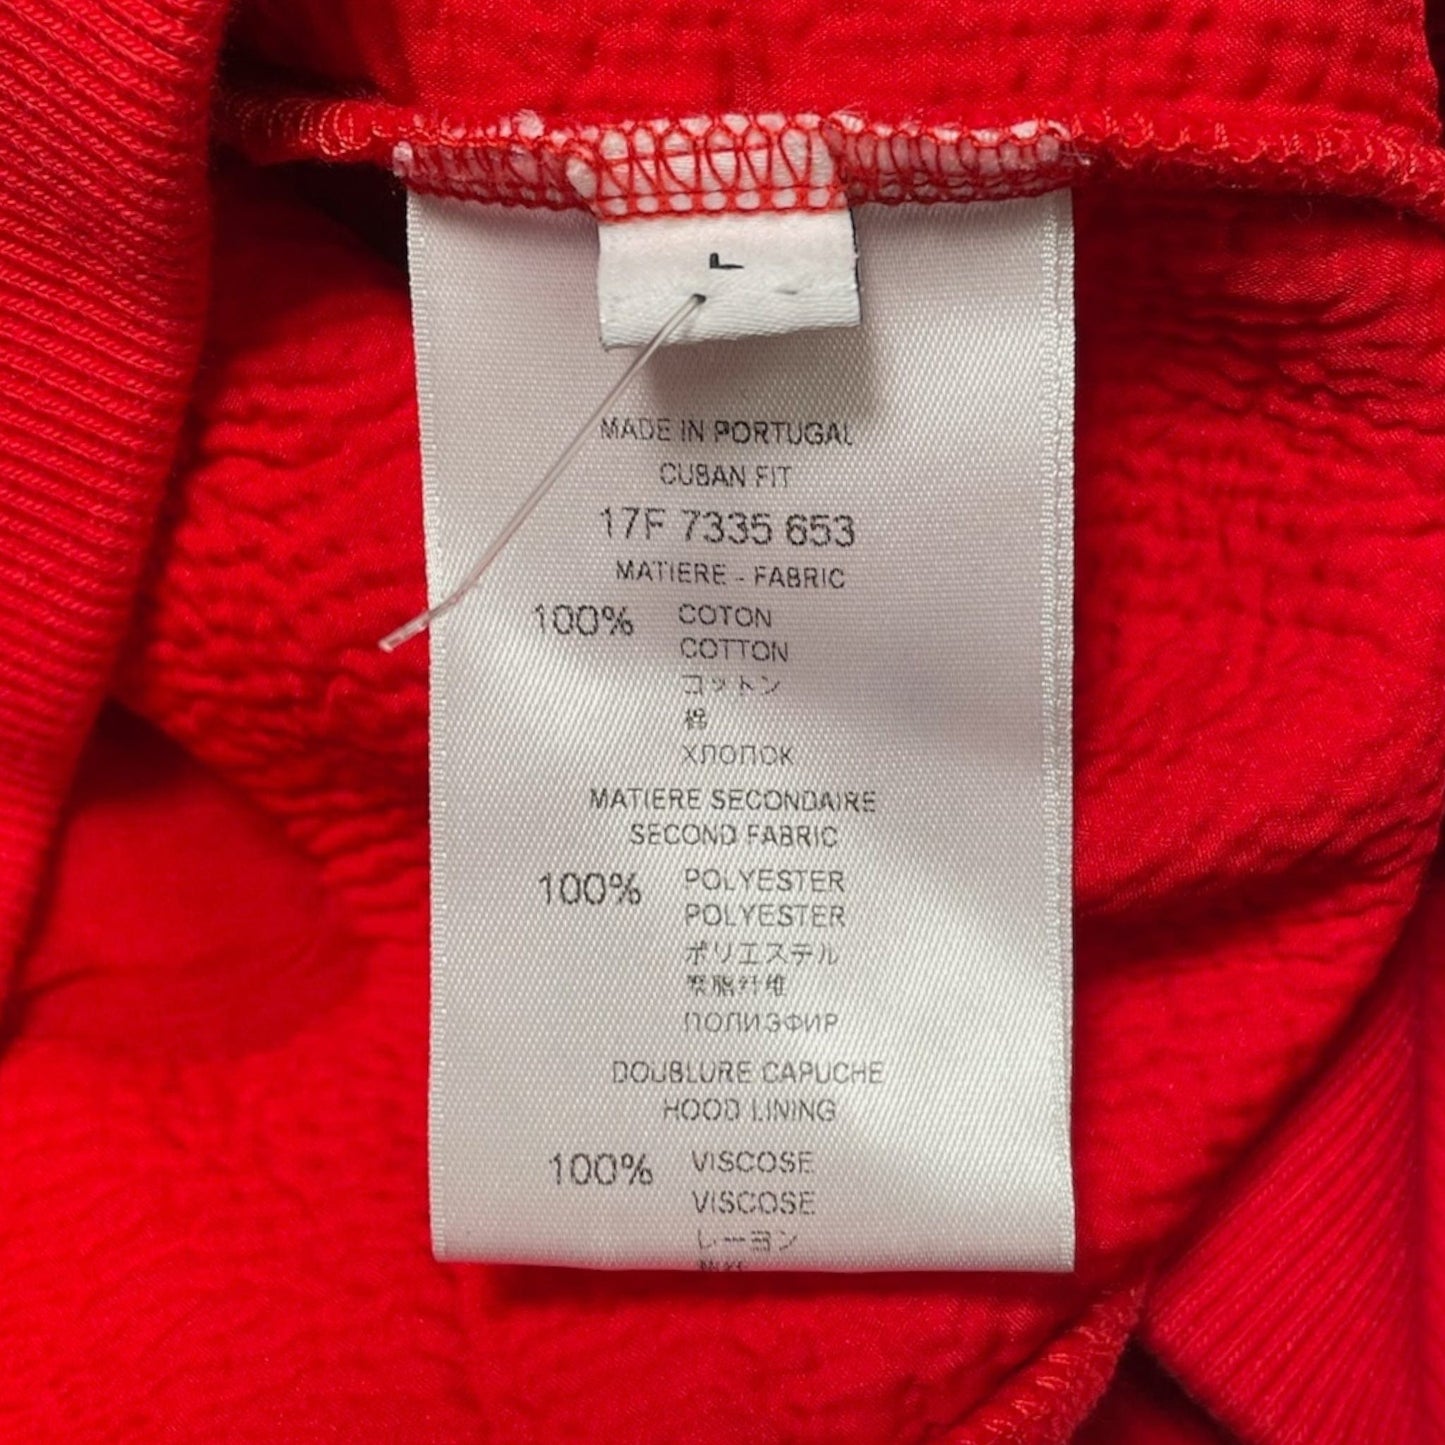 L
MADE IN PORTUGAL
CUBAN FIT
17F 7335 653
MATIERE - FABRIC
100% COTON
COTTON
コットン
棉
ХЛОПОК
MATIERE SECONDAIRE
SECOND FABRIC
100% POLYESTER
POLYESTER
ポリエステル
聚脂纤维
ПОЛИЭФИР
DOUBLURE CAPUCHE
HOOD LINING
100% VISCOSE
VISCOSE
レーヨン